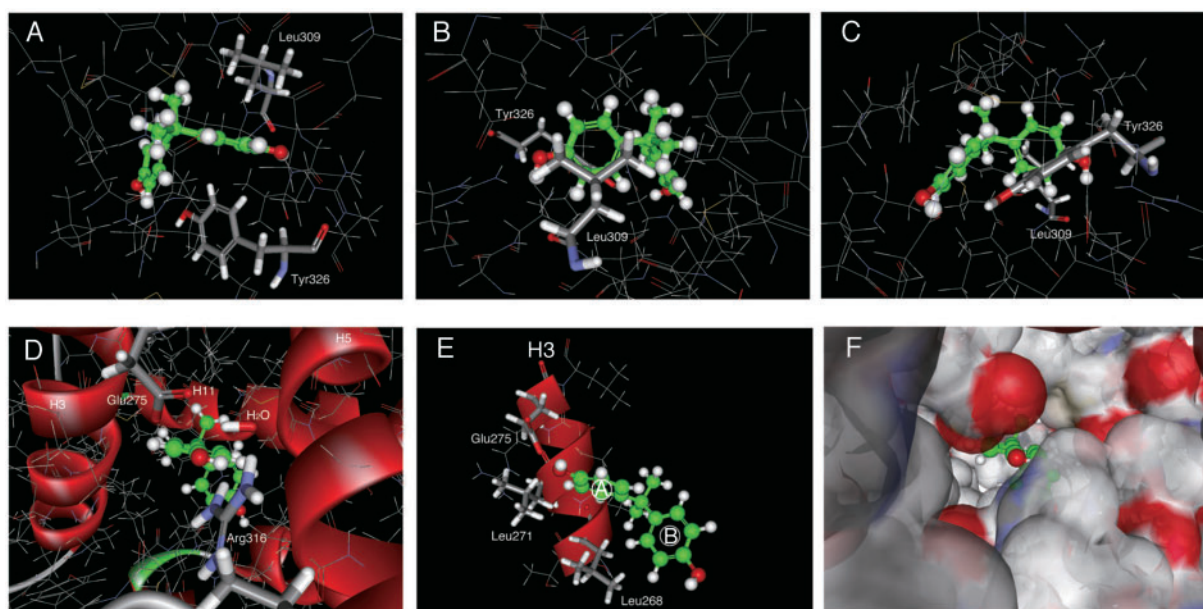 A
Leu309
Tyr326
B
Tyr326
Leu309
C
Tyr326
Leu309
D
H5
H3
Glu275
H11
H2O
Arg316
E
H3
Glu275
A
Leu271
B
Leu268
F